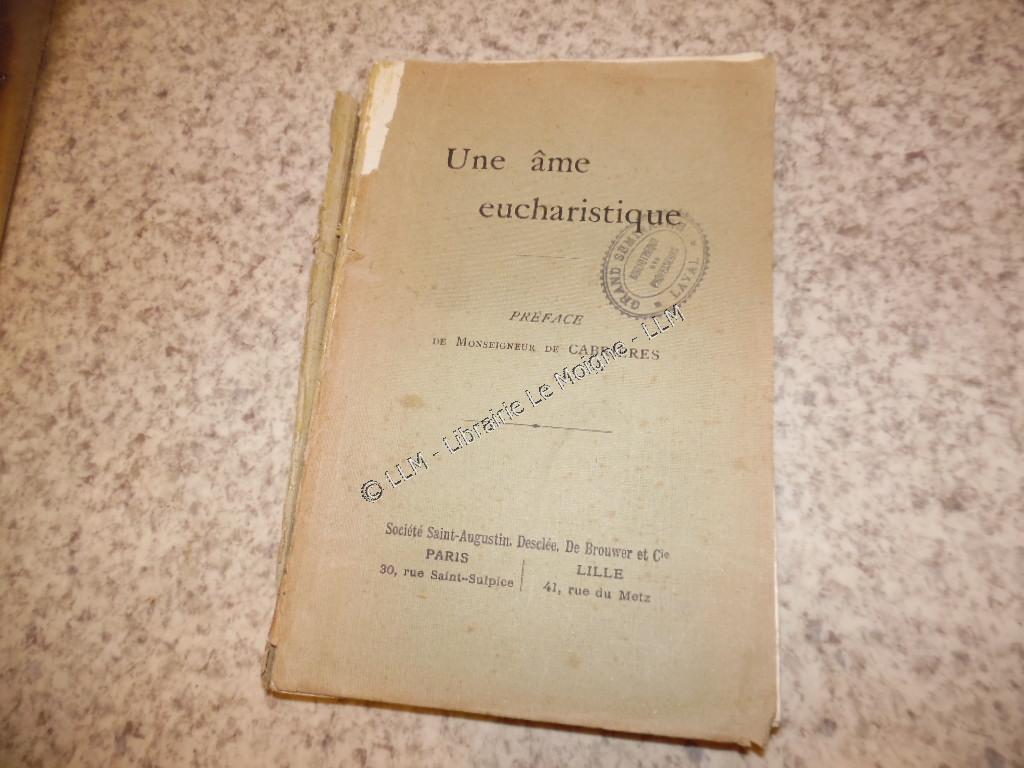 Une âme
eucharistique
GRAND SÉMINAIRE
LAVAL
PRÉFACE
DE MONSEIGNEUR DE CABRIÈRES
© LLM - Librairie Le Moigne - LLM
Société Saint-Augustin, Desclée, De Brouwer et Cie
PARIS
30, rue Saint-Sulpice
LILLE
41, rue du Metz